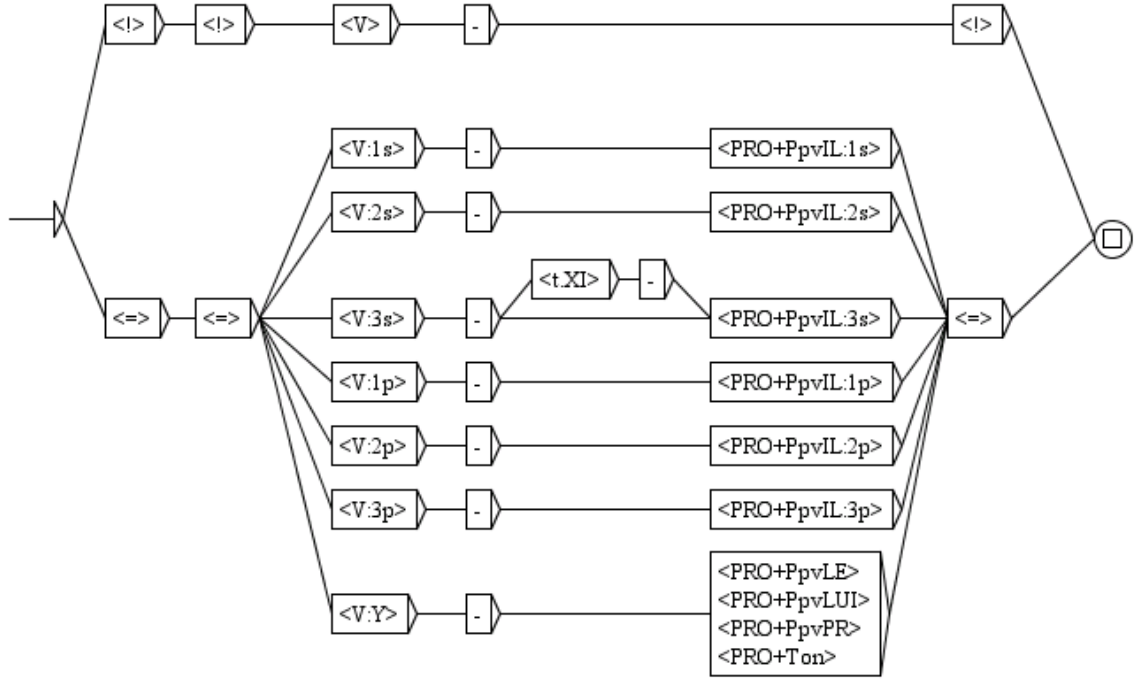 <!> <!> <V> - <!>
<V:1s> - <PRO+PpvIL:1s>
<V:2s> - <PRO+PpvIL:2s>
<t.XI> -
<=> <=> <V:3s> - <PRO+PpvIL:3s> <=>
<V:1p> - <PRO+PpvIL:1p>
<V:2p> - <PRO+PpvIL:2p>
<V:3p> - <PRO+PpvIL:3p>
<V:Y> -
<PRO+PpvLE>
<PRO+PpvLUI>
<PRO+PpvPR>
<PRO+Ton>